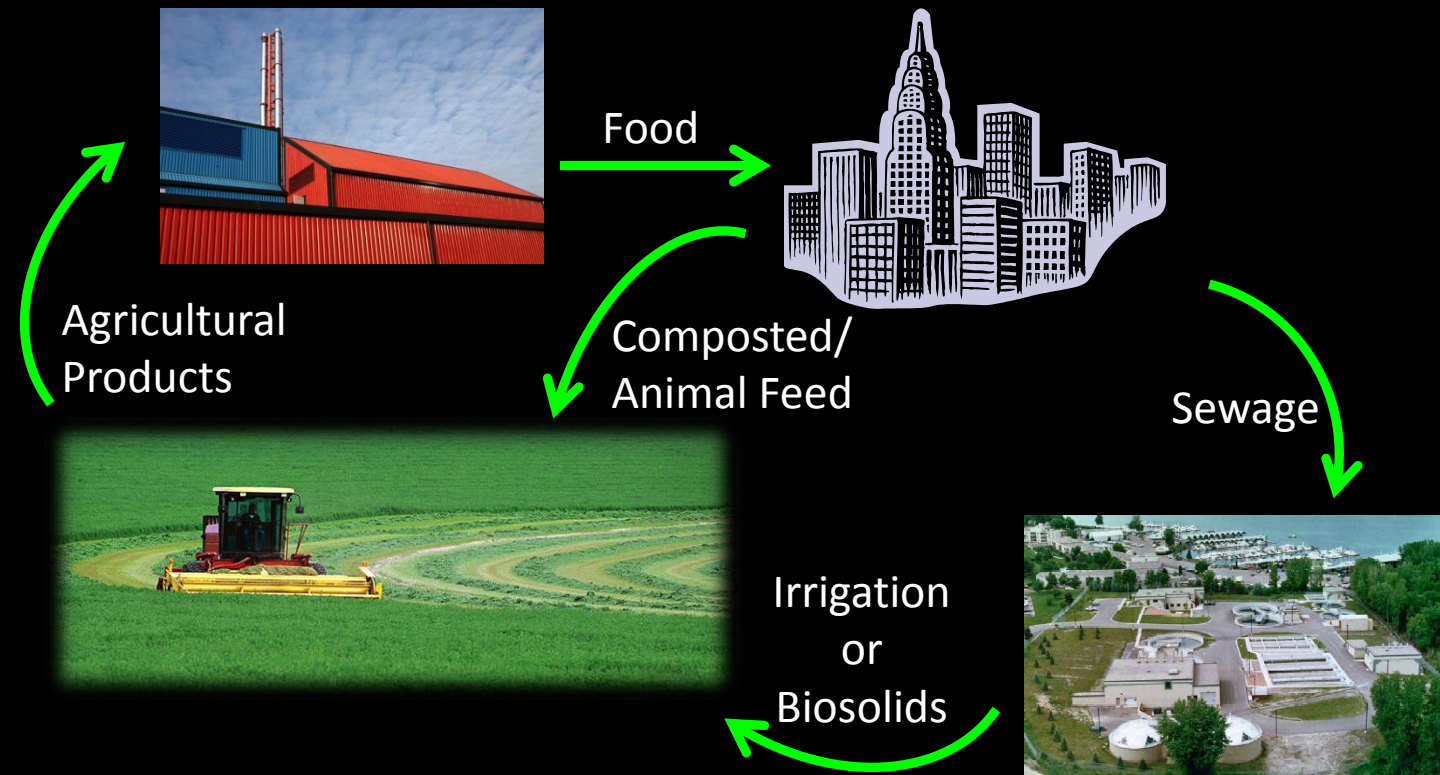 Food
Agricultural
Products
Composted/
Animal Feed
Sewage
Irrigation
or
Biosolids